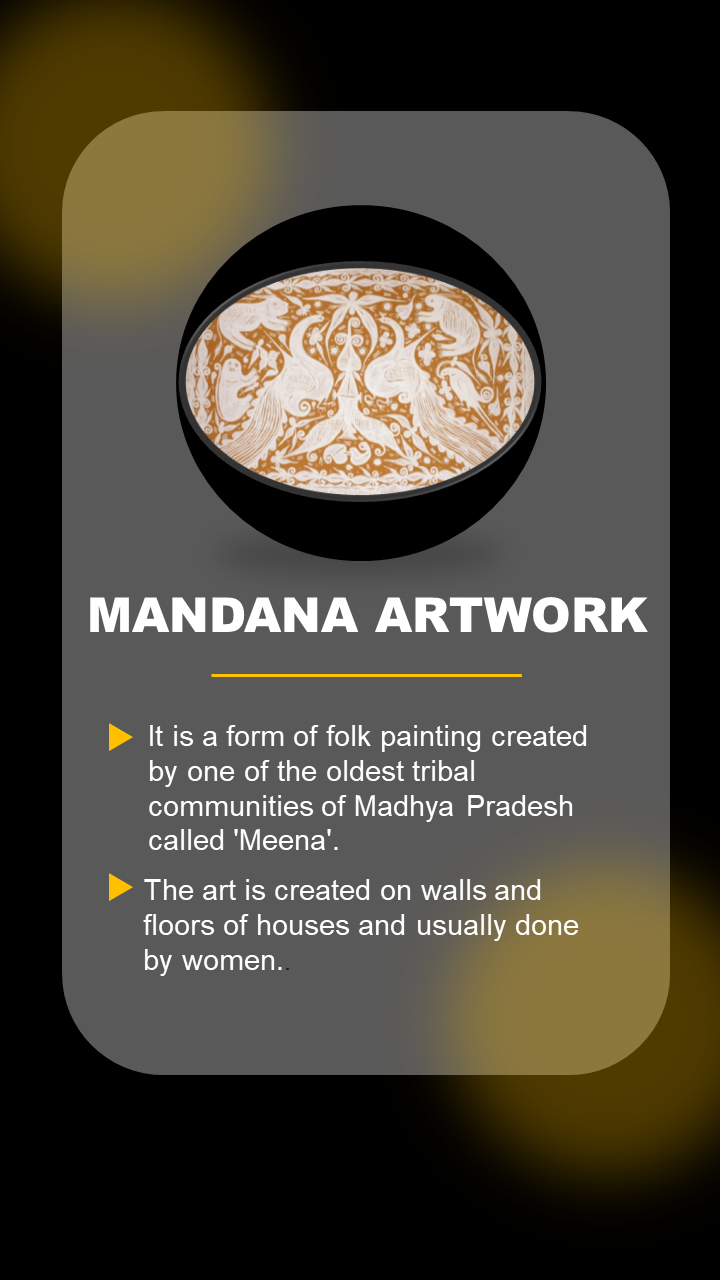 MANDANA ARTWORK
It is a form of folk painting created
by one of the oldest tribal
communities of Madhya Pradesh
called 'Meena'.
The art is created on walls and
floors of houses and usually done
by women..